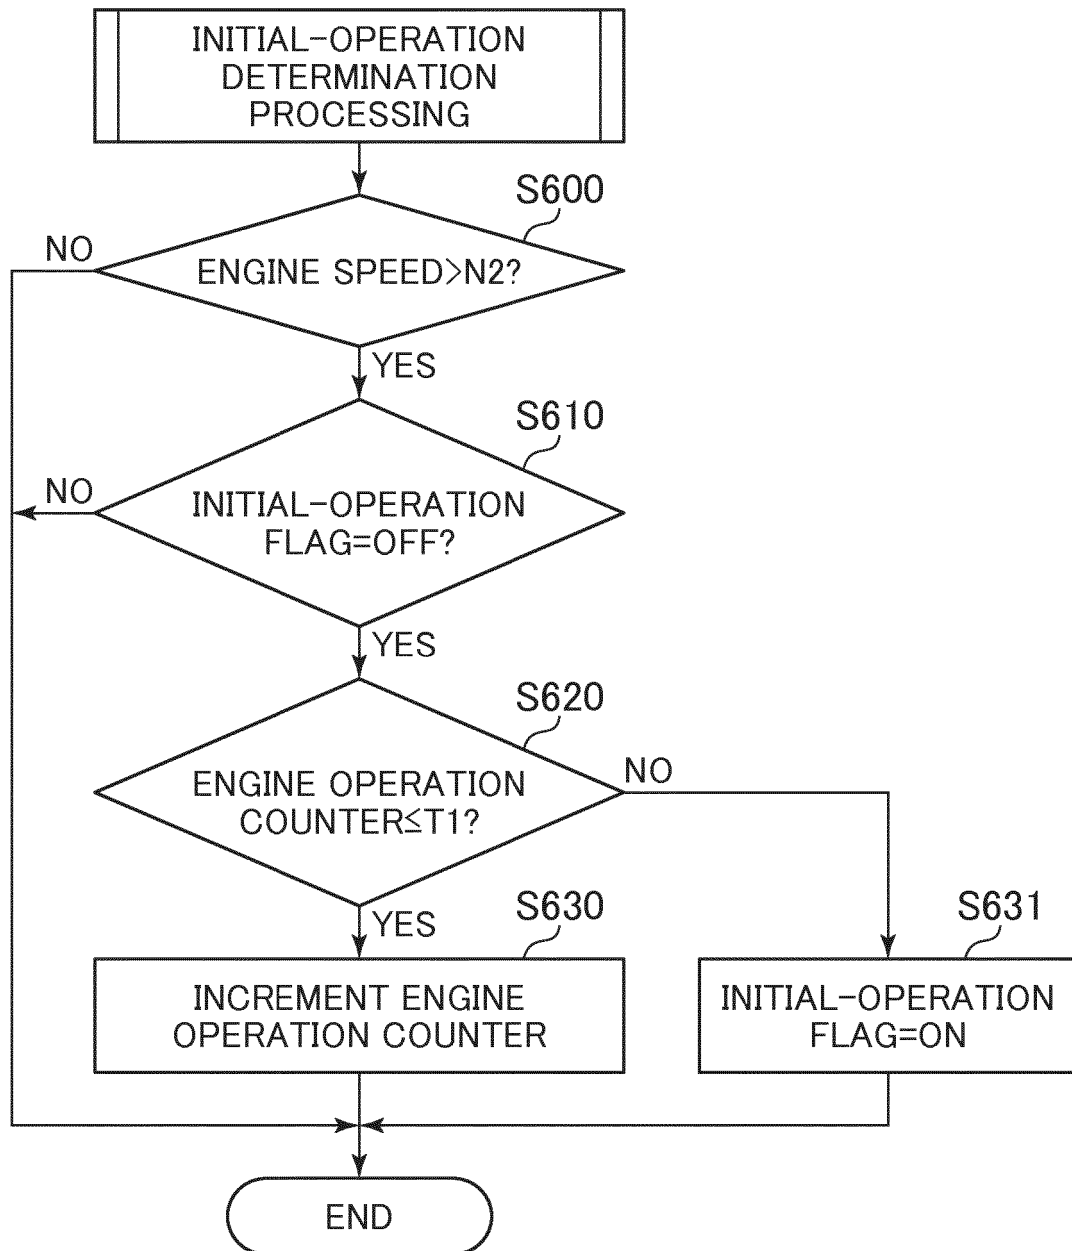 INITIAL-OPERATION
DETERMINATION
PROCESSING
S600
NO
ENGINE SPEED>N2?
YES
S610
NO
INITIAL-OPERATION
FLAG=OFF?
YES
S620
ENGINE OPERATION
COUNTER≤T1?
NO
YES
S630
S631
INCREMENT ENGINE
OPERATION COUNTER
INITIAL-OPERATION
FLAG=ON
END